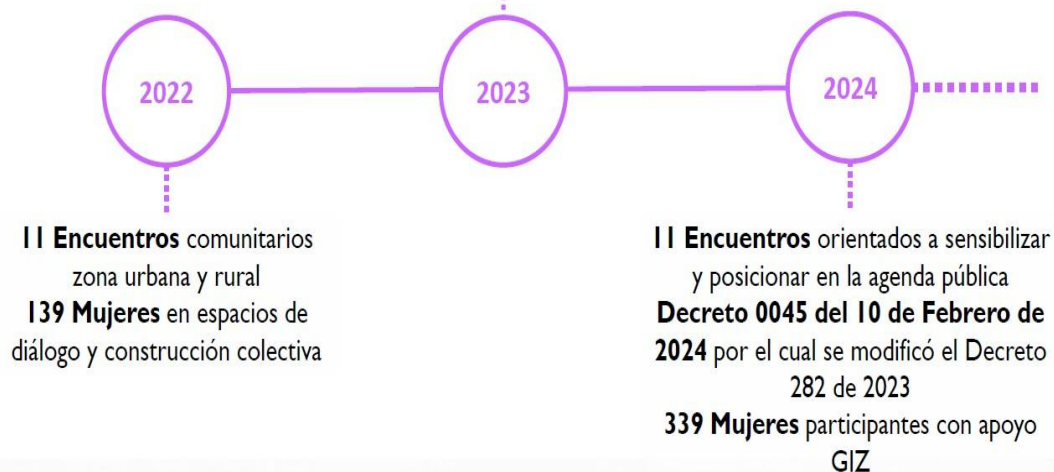 2022
2023
2024
11 Encuentros comunitarios
zona urbana y rural
139 Mujeres en espacios de
diálogo y construcción colectiva
11 Encuentros orientados a sensibilizar
y posicionar en la agenda pública
Decreto 0045 del 10 de Febrero de
2024 por el cual se modificó el Decreto
282 de 2023
339 Mujeres participantes con apoyo
GIZ